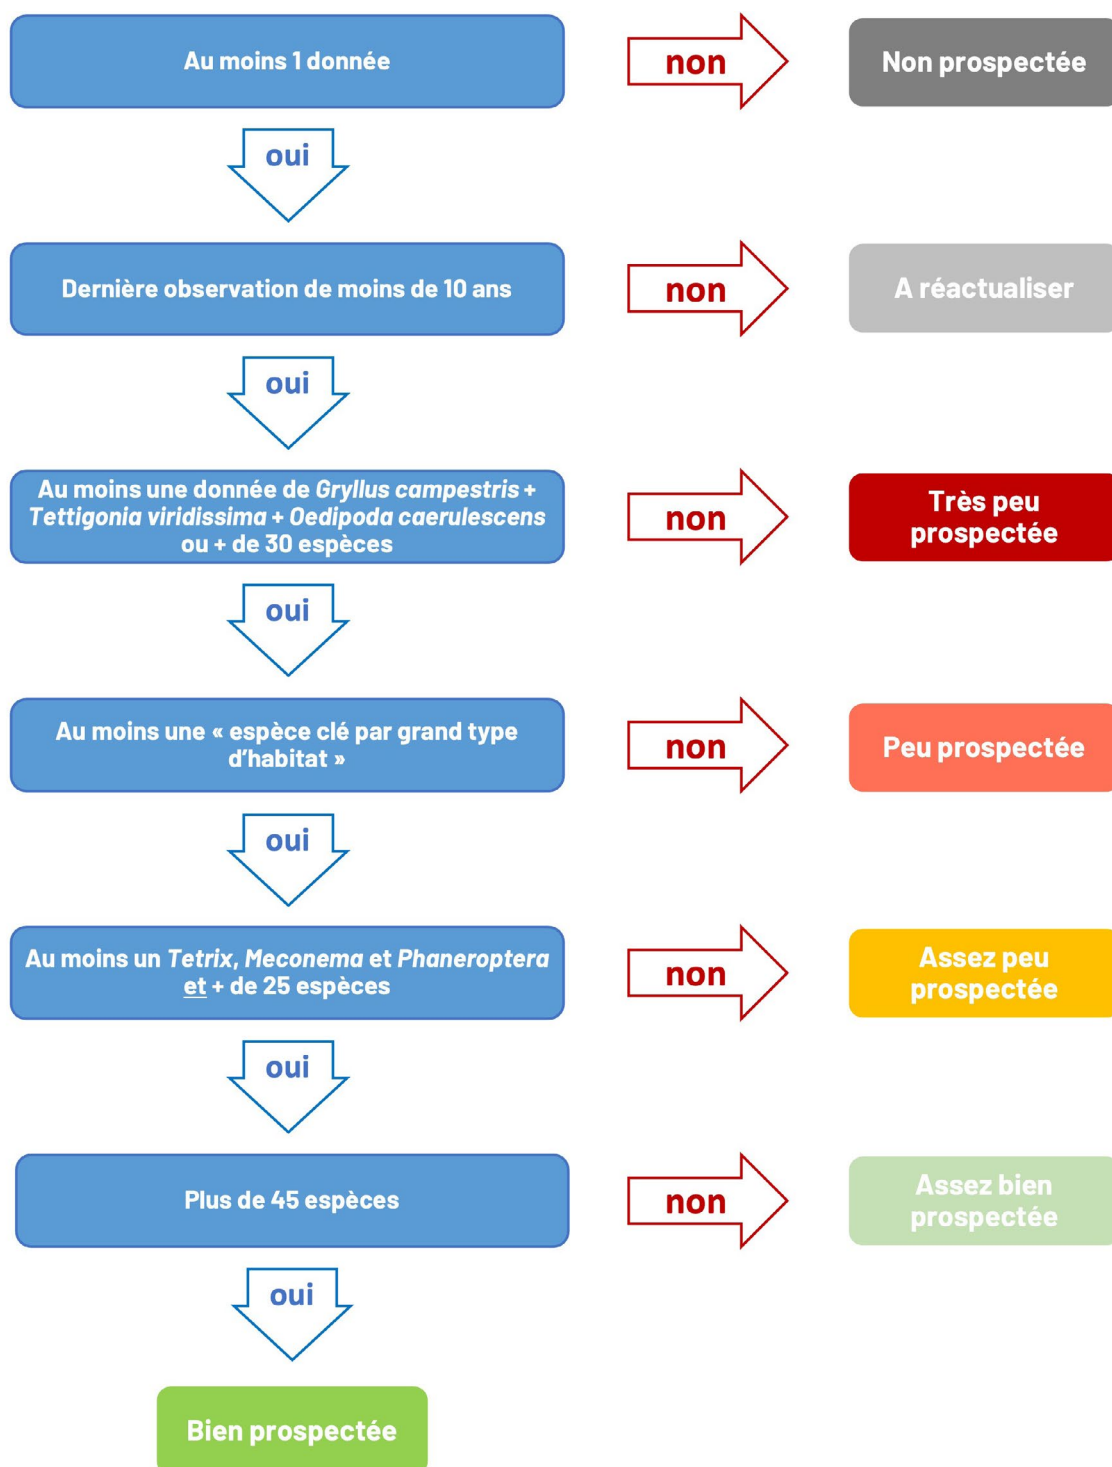 Au moins 1 donnée
non
Non prospectée
oui
Dernière observation de moins de 10 ans
non
A réactualiser
oui
Au moins une donnée de Gryllus campestris +
Tettigonia viridissima + Oedipoda caerulescens
ou + de 30 espèces
non
Très peu
prospectée
oui
Au moins une « espèce clé par grand type
d'habitat »
non
Peu prospectée
oui
Au moins un Tetrix, Meconema et Phaneroptera
et + de 25 espèces
non
Assez peu
prospectée
oui
Plus de 45 espèces
non
Assez bien
prospectée
oui
Bien prospectée